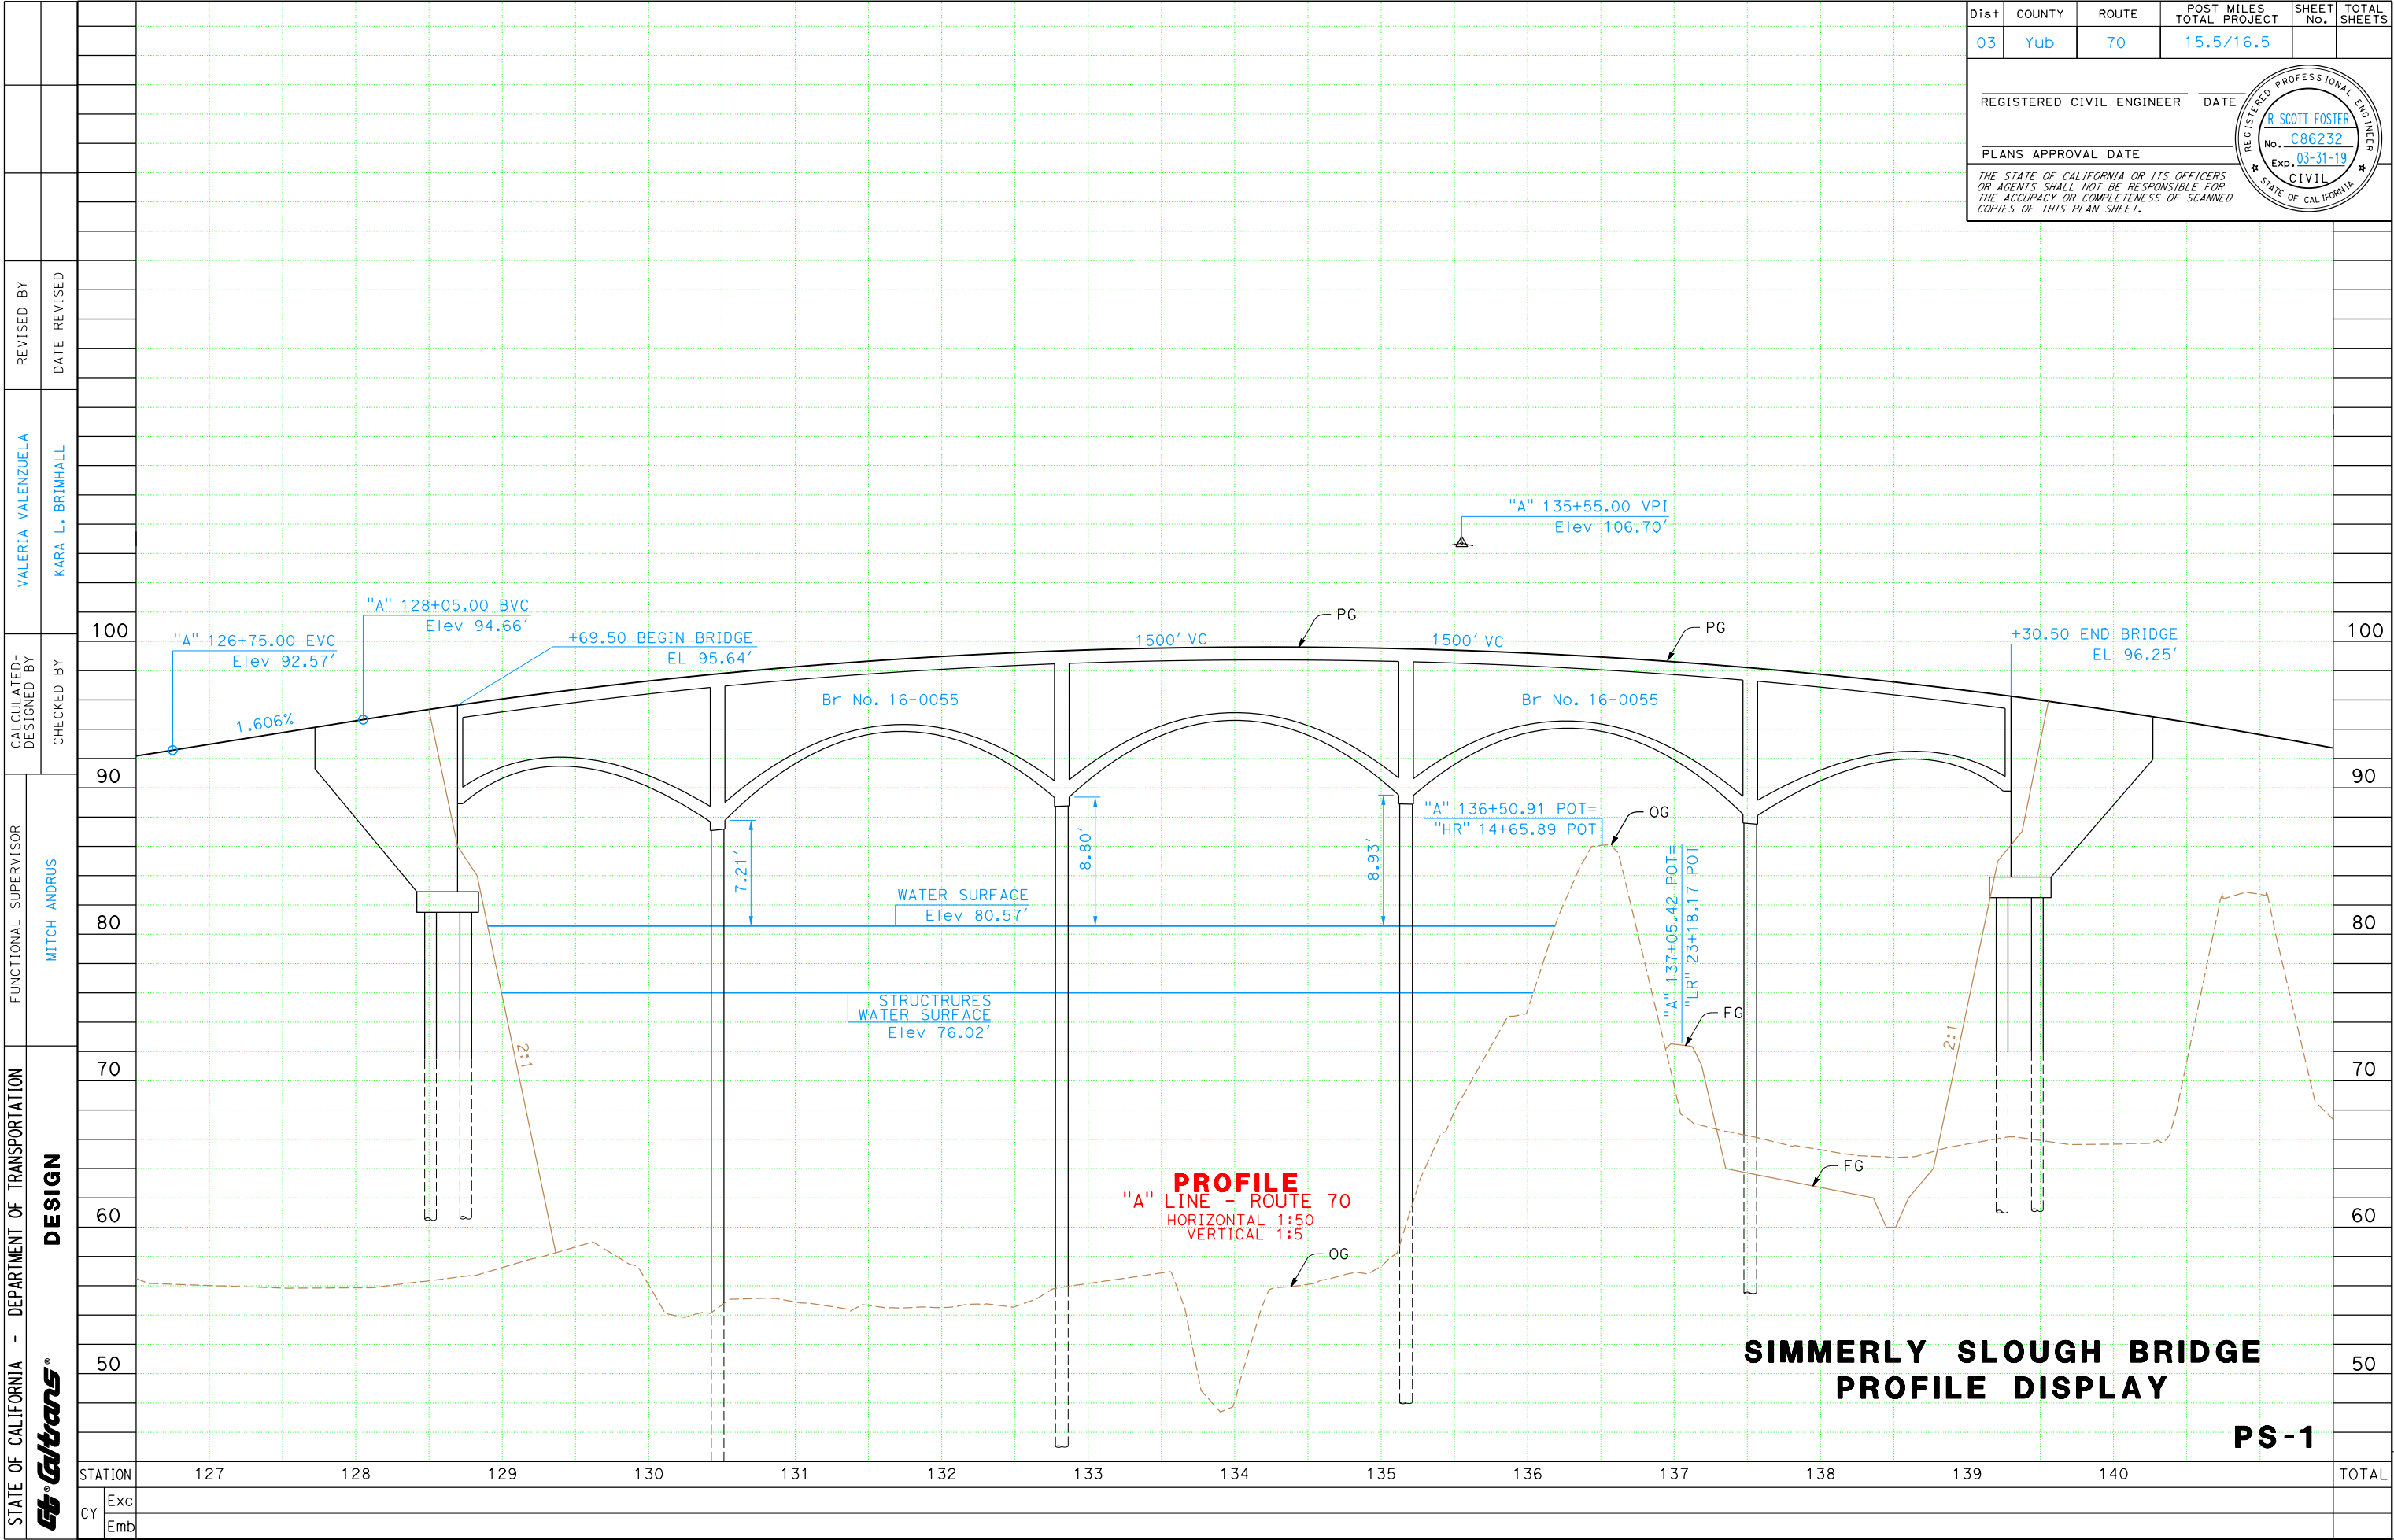 Dist COUNTY ROUTE POST MILES TOTAL PROJECT SHEET No. TOTAL SHEETS
03 Yub 70 15.5/16.5
REGISTERED CIVIL ENGINEER DATE
PLANS APPROVAL DATE
THE STATE OF CALIFORNIA OR ITS OFFICERS
OR AGENTS SHALL NOT BE RESPONSIBLE FOR
THE ACCURACY OR COMPLETENESS OF SCANNED
COPIES OF THIS PLAN SHEET.
REGISTERED PROFESSIONAL ENGINEER
R SCOTT FOSTER
No. C86232
Exp. 03-31-19
CIVIL
STATE OF CALIFORNIA
REVISED BY
DATE REVISED
VALERIA VALENZUELA
KARA L. BRIMHALL
CALCULATED-
DESIGNED BY
CHECKED BY
FUNCTIONAL SUPERVISOR
MITCH ANDRUS
STATE OF CALIFORNIA - DEPARTMENT OF TRANSPORTATION
DESIGN
Caltrans
"A" 135+55.00 VPI
Elev 106.70'
"A" 128+05.00 BVC
Elev 94.66'
"A" 126+75.00 EVC
Elev 92.57'
+69.50 BEGIN BRIDGE
EL 95.64'
1500' VC
1500' VC
PG
PG
+30.50 END BRIDGE
EL 96.25'
100
100
1.606%
Br No. 16-0055
Br No. 16-0055
90
90
7.21'
8.80'
8.93'
"A" 136+50.91 POT=
"HR" 14+65.89 POT
OG
"A" 137+05.42 POT=
"LR" 23+18.17 POT
WATER SURFACE
Elev 80.57'
80
80
STRUCTRURES
WATER SURFACE
Elev 76.02'
FG
2:1
2:1
70
70
FG
PROFILE
"A" LINE - ROUTE 70
HORIZONTAL 1:50
VERTICAL 1:5
60
60
OG
50
50
SIMMERLY SLOUGH BRIDGE
PROFILE DISPLAY
PS-1
STATION 127 128 129 130 131 132 133 134 135 136 137 138 139 140 TOTAL
CY
Exc
Emb